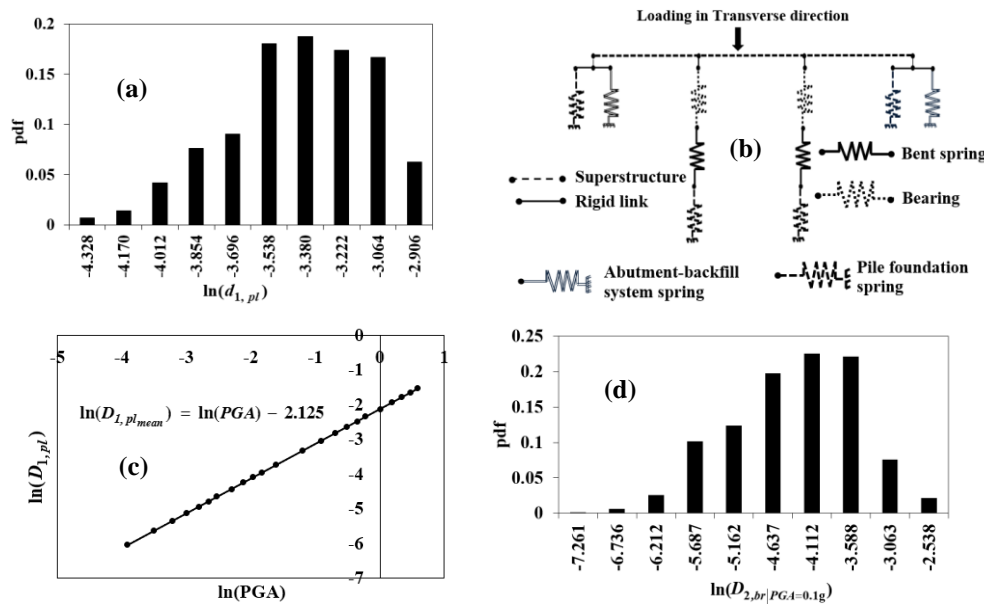 0.2
0.15
0.1
0.05
0
pdf
(a)
-4.328
-4.170
-4.012
-3.854
-3.696
-3.538
-3.380
-3.222
-3.064
-2.906
ln(d1, pl)
Loading in Transverse direction
(b)
Bent spring
Superstructure
Rigid link
Bearing
Abutment-backfill
system spring
Pile foundation
spring
-5 -4 -3 -2 -1 0 1
0
-1
-2
-3
-4
-5
-6
-7
ln(D1, plmean) = ln(PGA) − 2.125
(c)
ln(D1, pl)
ln(PGA)
0.25
0.2
0.15
0.1
0.05
0
pdf
(d)
-7.261
-6.736
-6.212
-5.687
-5.162
-4.637
-4.112
-3.588
-3.063
-2.538
ln(D2, br|PGA=0.1g)